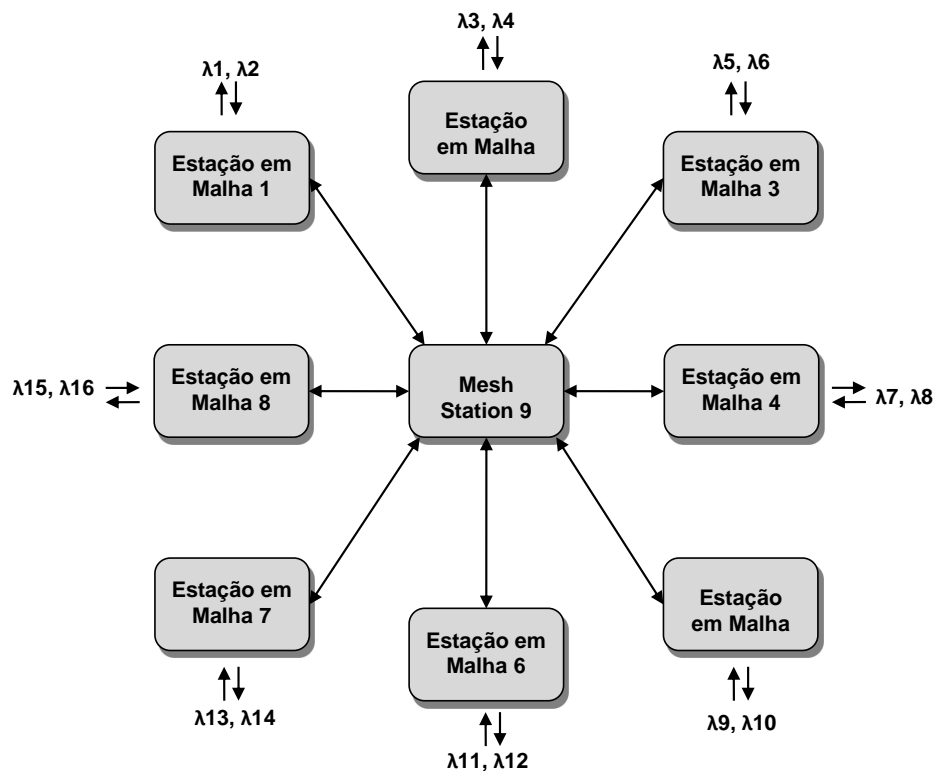 λ3, λ4
λ1, λ2
λ5, λ6
Estação
em Malha
Estação em
Malha 1
Estação em
Malha 3
λ15, λ16
Estação em
Malha 8
Mesh
Station 9
Estação em
Malha 4
λ7, λ8
Estação em
Malha 7
Estação em
Malha 6
Estação
em Malha
λ13, λ14
λ11, λ12
λ9, λ10